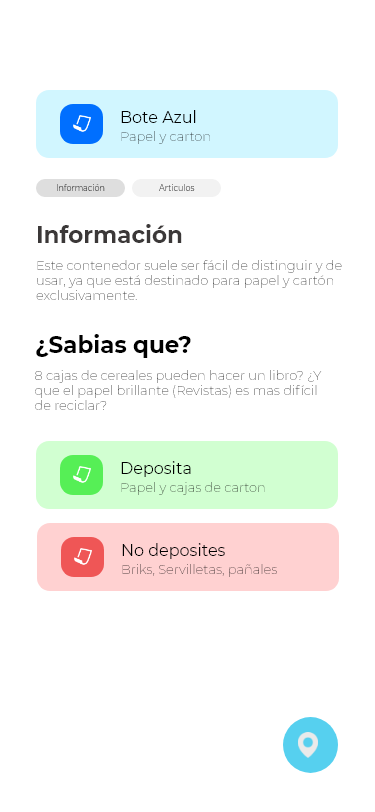 Bote Azul
Papel y carton
Información
Artículos
Información
Este contenedor suele ser fácil de distinguir y de
usar, ya que está destinado para papel y cartón
exclusivamente.
¿Sabias que?
8 cajas de cereales pueden hacer un libro? ¿Y
que el papel brillante (Revistas) es mas difícil
de reciclar?
Deposita
Papel y cajas de carton
No deposites
Briks, Servilletas, pañales